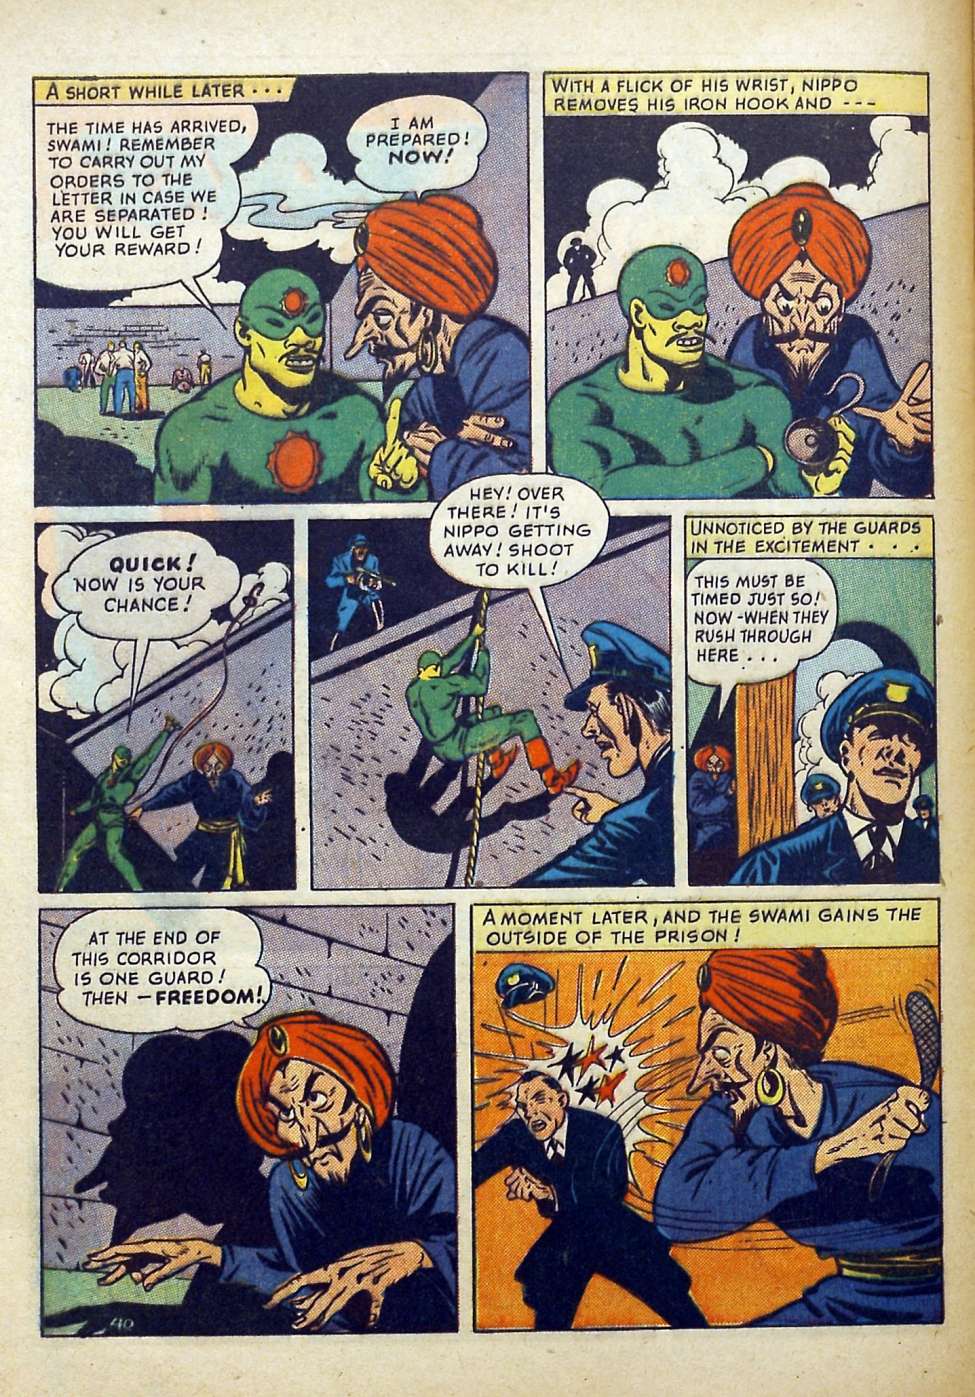 A SHORT WHILE LATER...
THE TIME HAS ARRIVED,
SWAMI! REMEMBER
TO CARRY OUT MY
ORDERS TO THE
LETTER IN CASE WE
ARE SEPARATED!
YOU WILL GET
YOUR REWARD!
I AM
PREPARED!
NOW!
WITH A FLICK OF HIS WRIST, NIPPO
REMOVES HIS IRON HOOK AND ---
QUICK!
NOW IS YOUR
CHANCE!
HEY! OVER
THERE! IT'S
NIPPO GETTING
AWAY! SHOOT
TO KILL!
UNNOTICED BY THE GUARDS
IN THE EXCITEMENT...
THIS MUST BE
TIMED JUST SO!
NOW-WHEN THEY
RUSH THROUGH
HERE...
AT THE END OF
THIS CORRIDOR
IS ONE GUARD!
THEN —FREEDOM!
40
A MOMENT LATER, AND THE SWAMI GAINS THE
OUTSIDE OF THE PRISON!